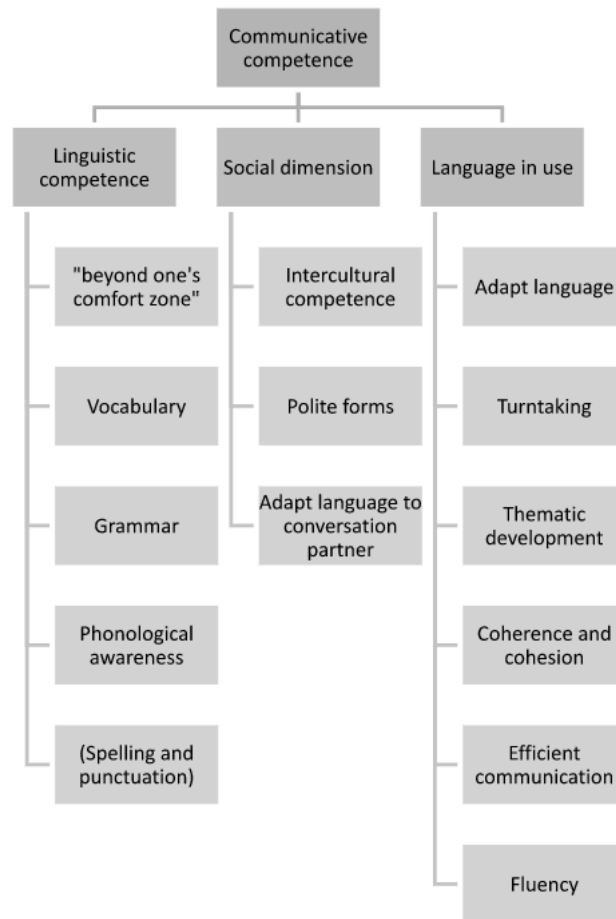 Communicative
competence
Linguistic
competence
Social dimension
Language in use
"beyond one's
comfort zone"
Vocabulary
Grammar
Phonological
awareness
(Spelling and
punctuation)
Intercultural
competence
Polite forms
Adapt language to
conversation
partner
Adapt language
Turntaking
Thematic
development
Coherence and
cohesion
Efficient
communication
Fluency